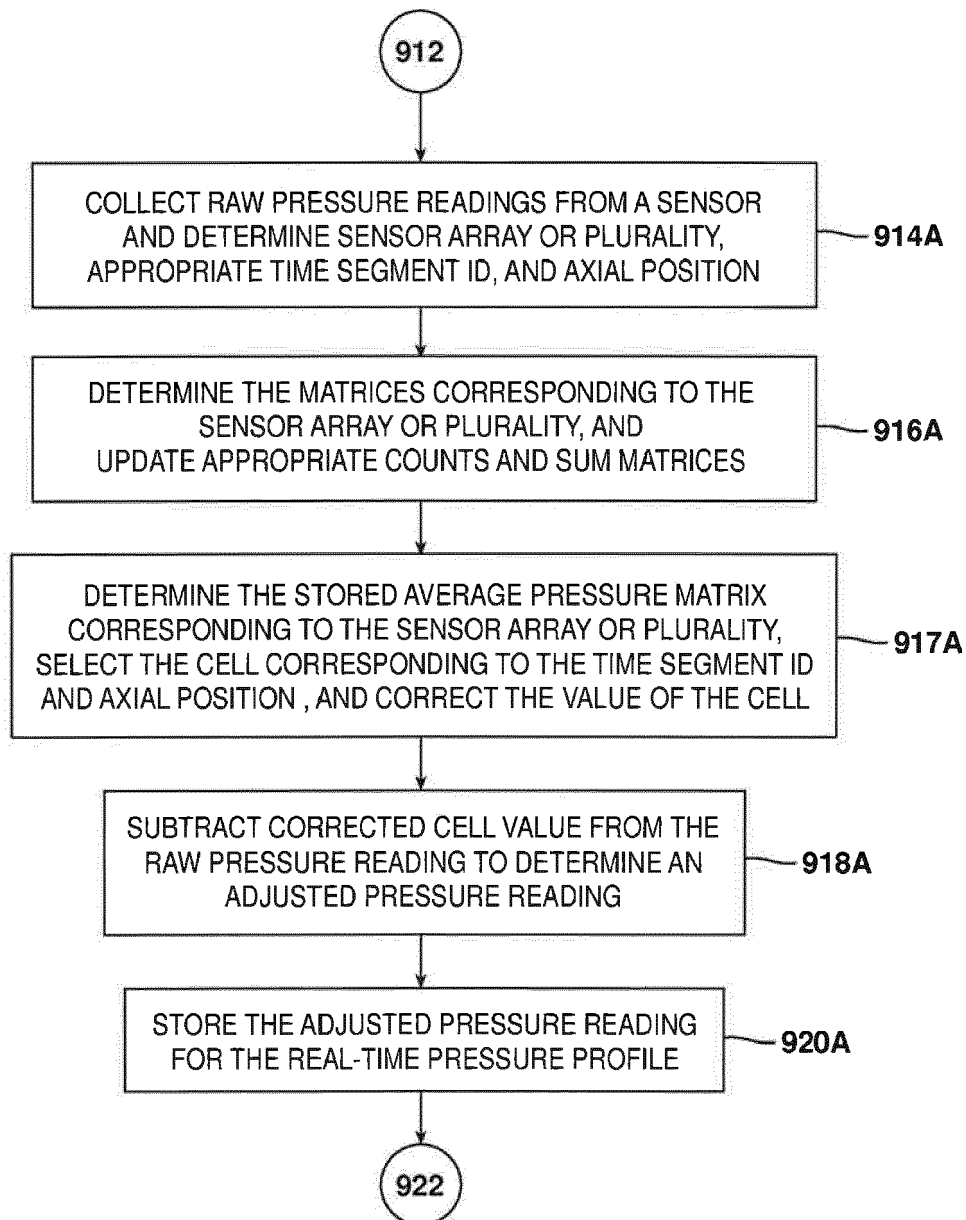 912
COLLECT RAW PRESSURE READINGS FROM A SENSOR
AND DETERMINE SENSOR ARRAY OR PLURALITY,
APPROPRIATE TIME SEGMENT ID, AND AXIAL POSITION
914A
DETERMINE THE MATRICES CORRESPONDING TO THE
SENSOR ARRAY OR PLURALITY, AND
UPDATE APPROPRIATE COUNTS AND SUM MATRICES
916A
DETERMINE THE STORED AVERAGE PRESSURE MATRIX
CORRESPONDING TO THE SENSOR ARRAY OR PLURALITY,
SELECT THE CELL CORRESPONDING TO THE TIME SEGMENT ID
AND AXIAL POSITION , AND CORRECT THE VALUE OF THE CELL
917A
SUBTRACT CORRECTED CELL VALUE FROM THE
RAW PRESSURE READING TO DETERMINE AN
ADJUSTED PRESSURE READING
918A
STORE THE ADJUSTED PRESSURE READING
FOR THE REAL-TIME PRESSURE PROFILE
920A
922